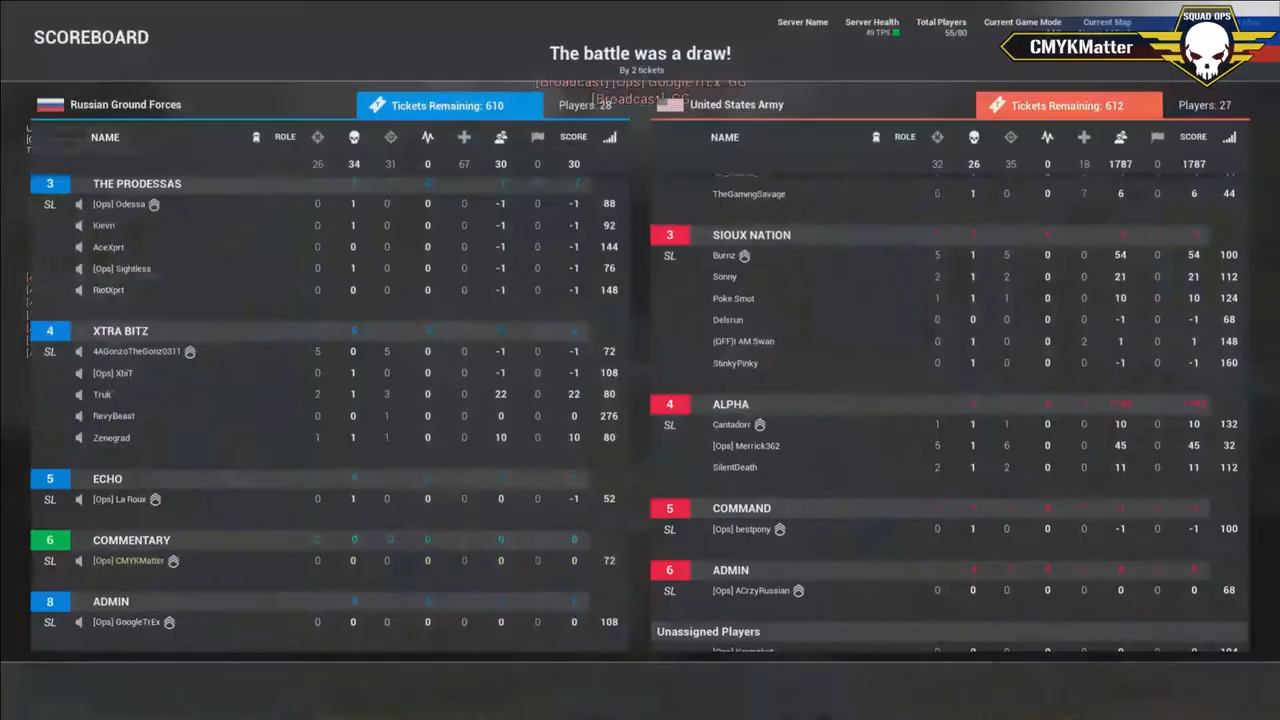 SCOREBOARD
Server Name Server Health Total Players Current Game Mode Current Map
49 TPS 55/80
SQUAD OPS
CMYKMatter
The battle was a draw!
By 2 tickets
[Broadcast] [Ops] GoogleTrEx GG
[Broadcast] GG
Russian Ground Forces Tickets Remaining: 610 Players: 28
NAME ROLE SCORE
26 34 31 0 67 30 0 30
3 THE PRODESSAS
SL [Ops] Odessa 0 1 0 0 0 -1 0 -1 88
Kievn 0 1 0 0 0 -1 0 -1 92
AceXprt 0 0 0 0 0 -1 0 -1 144
[Ops] Sightless 0 1 0 0 0 -1 0 -1 76
RiotXprt 0 0 0 0 0 -1 0 -1 148
4 XTRA BITZ
SL 4AGonzoTheGonz0311 5 0 5 0 0 -1 0 -1 72
[Ops] XbiT 0 1 0 0 0 -1 0 -1 108
Truk 2 1 3 0 0 22 0 22 80
RevyBeast 0 0 1 0 0 0 0 0 276
Zenegrad 1 1 1 0 0 10 0 10 80
5 ECHO
SL [Ops] La Roux 0 1 0 0 0 0 0 -1 52
6 COMMENTARY
SL [Ops] CMYKMatter 0 0 0 0 0 0 0 0 72
8 ADMIN
SL [Ops] GoogleTrEx 0 0 0 0 0 0 0 0 108
United States Army Tickets Remaining: 612 Players: 27
NAME ROLE SCORE
32 26 35 0 18 1787 0 1787
TheGamingSavage 0 1 0 0 7 6 0 6 44
3 SIOUX NATION
SL Burnz 5 1 5 0 0 54 0 54 100
Sonny 2 1 2 0 0 21 0 21 112
Poke Smot 1 1 1 0 0 10 0 10 124
Delsrun 0 0 0 0 0 -1 0 -1 68
(QFF)I AM Swan 0 1 0 0 2 1 0 1 148
StinkyPinky 0 1 0 0 0 -1 0 -1 160
4 ALPHA
SL Cantadorr 1 1 1 0 0 10 0 10 132
[Ops] Merrick362 5 1 6 0 0 45 0 45 32
SilentDeath 2 1 2 0 0 11 0 11 112
5 COMMAND
SL [Ops] bestpony 0 1 0 0 0 -1 0 -1 100
6 ADMIN
SL [Ops] ACrzyRussian 0 0 0 0 0 0 0 0 68
Unassigned Players